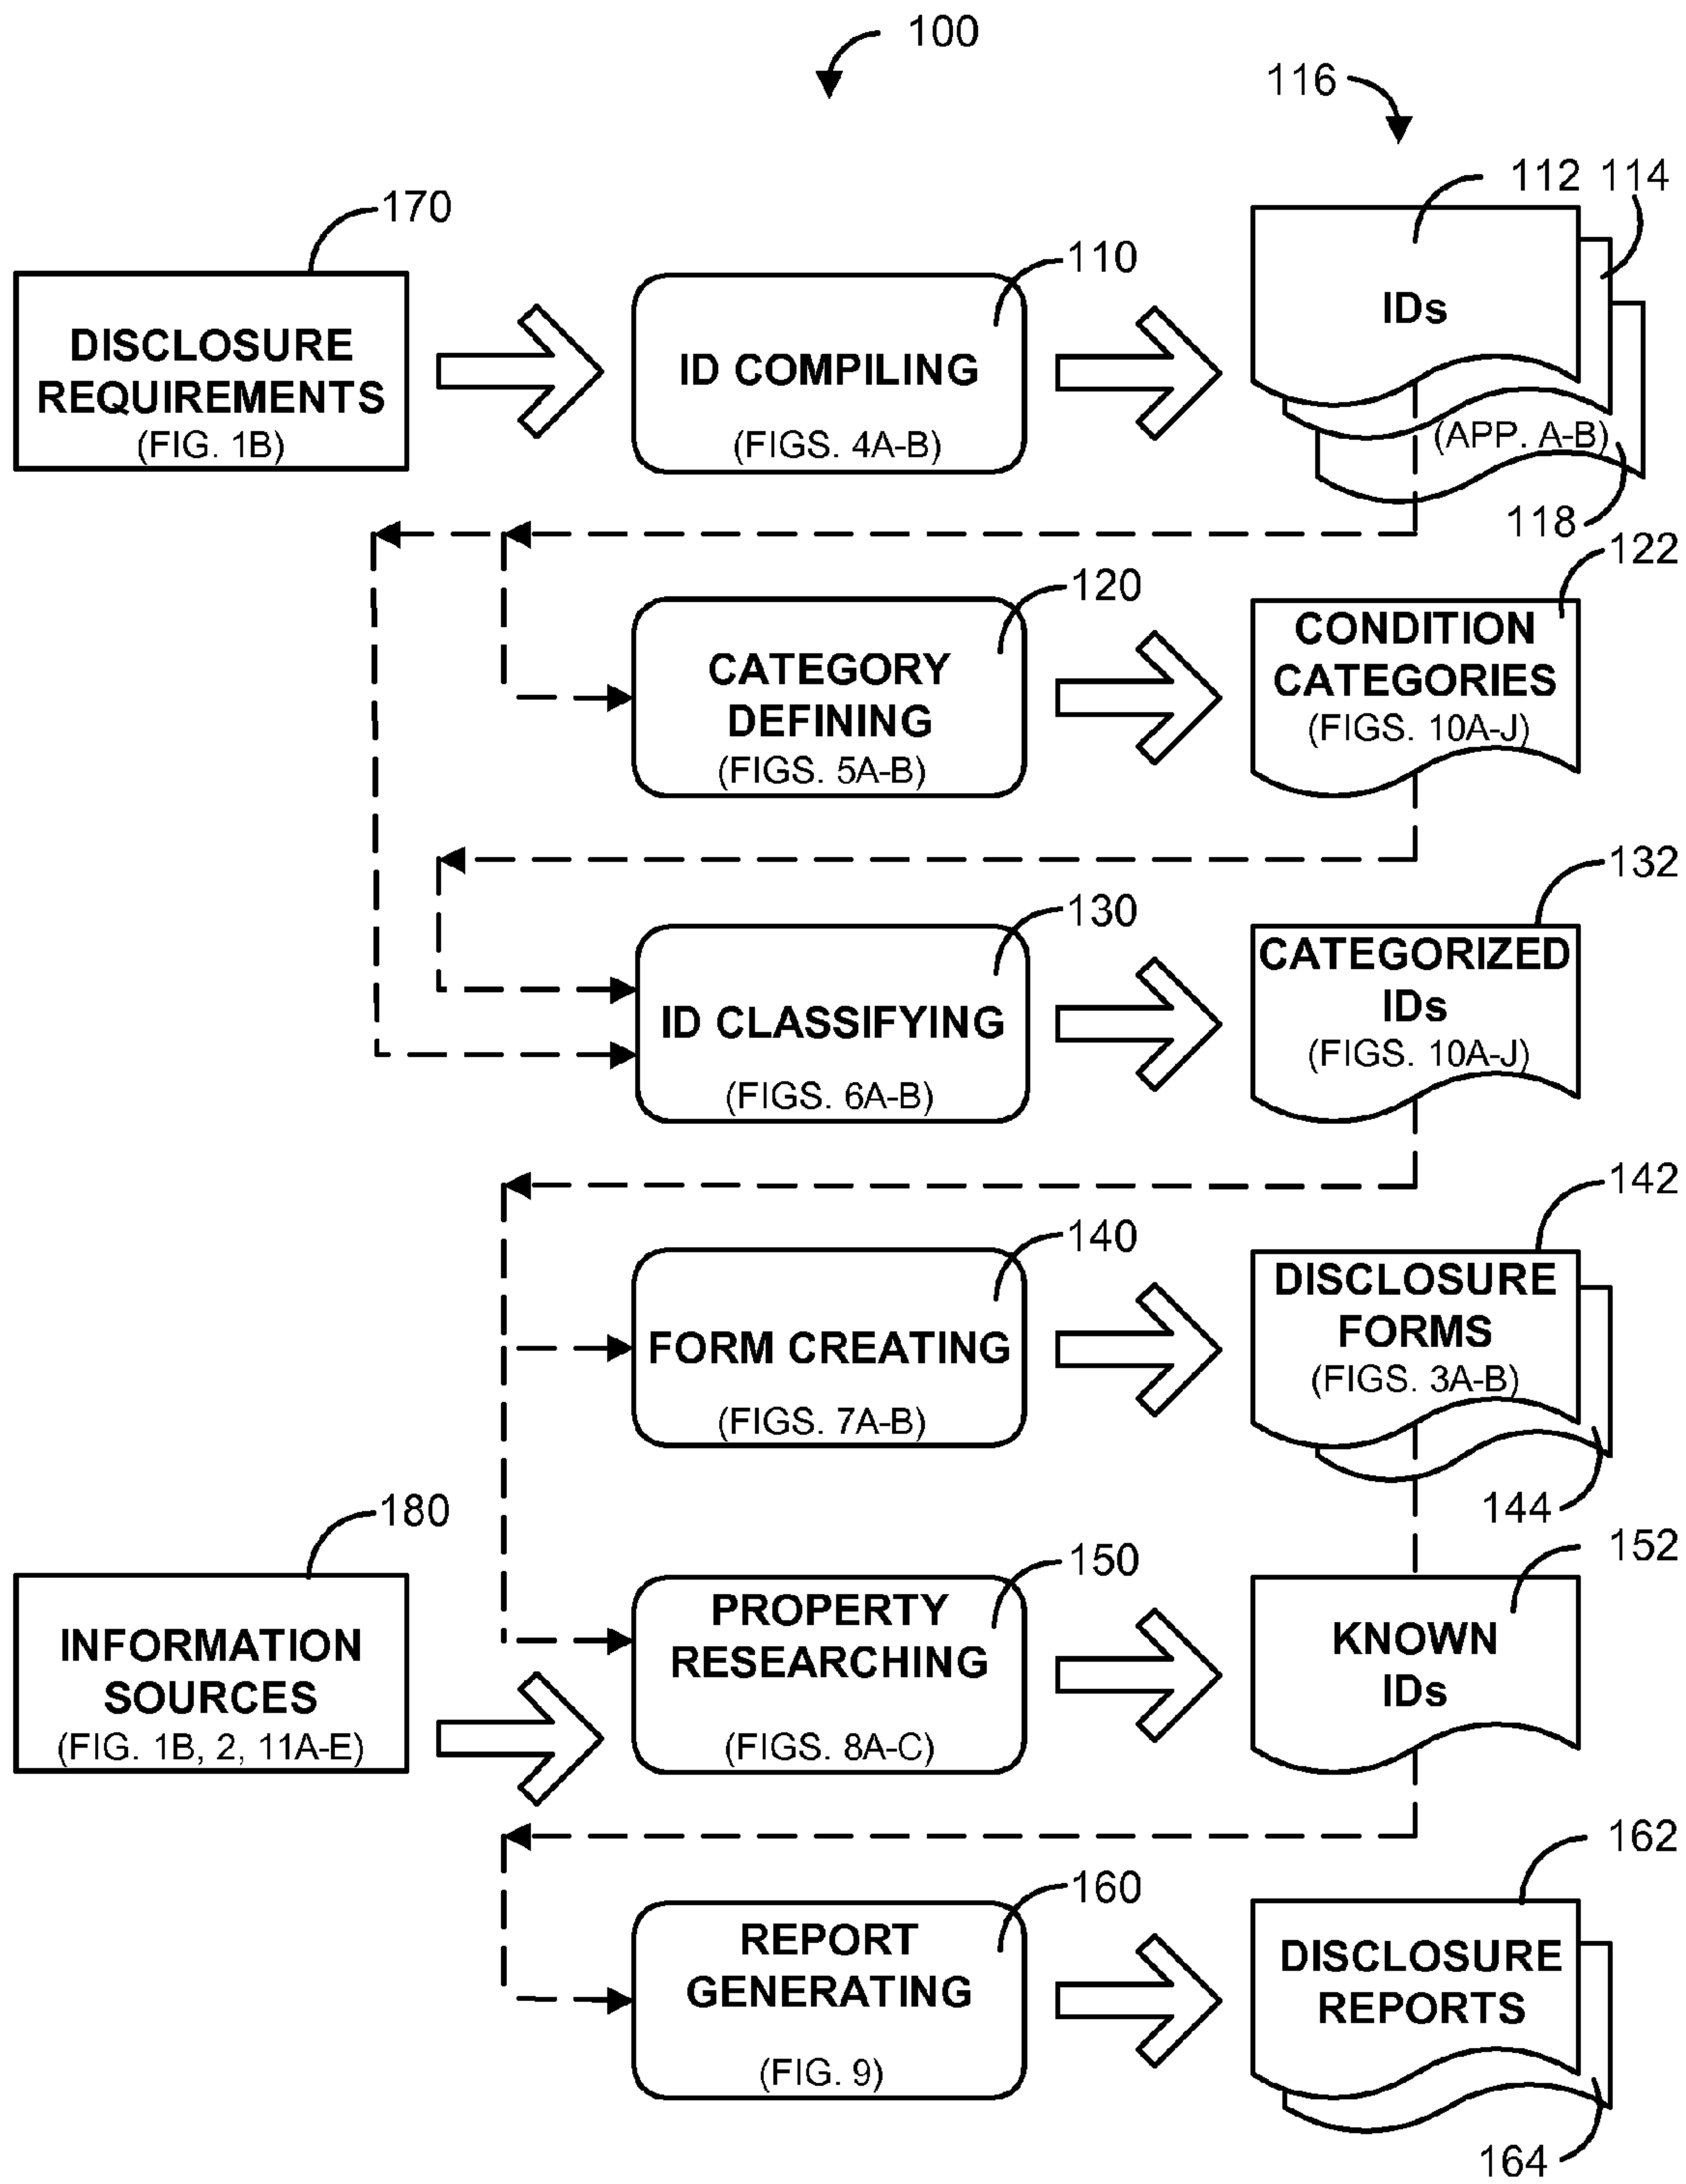 100
116
112 114
170
110
DISCLOSURE
REQUIREMENTS
(FIG. 1B)
ID COMPILING
(FIGS. 4A-B)
IDs
(APP. A-B)
118
122
120
CATEGORY
DEFINING
(FIGS. 5A-B)
CONDITION
CATEGORIES
(FIGS. 10A-J)
132
130
ID CLASSIFYING
(FIGS. 6A-B)
CATEGORIZED
IDs
(FIGS. 10A-J)
142
140
FORM CREATING
(FIGS. 7A-B)
DISCLOSURE
FORMS
(FIGS. 3A-B)
144
180
150
152
INFORMATION
SOURCES
(FIG. 1B, 2, 11A-E)
PROPERTY
RESEARCHING
(FIGS. 8A-C)
KNOWN
IDs
162
160
REPORT
GENERATING
(FIG. 9)
DISCLOSURE
REPORTS
164